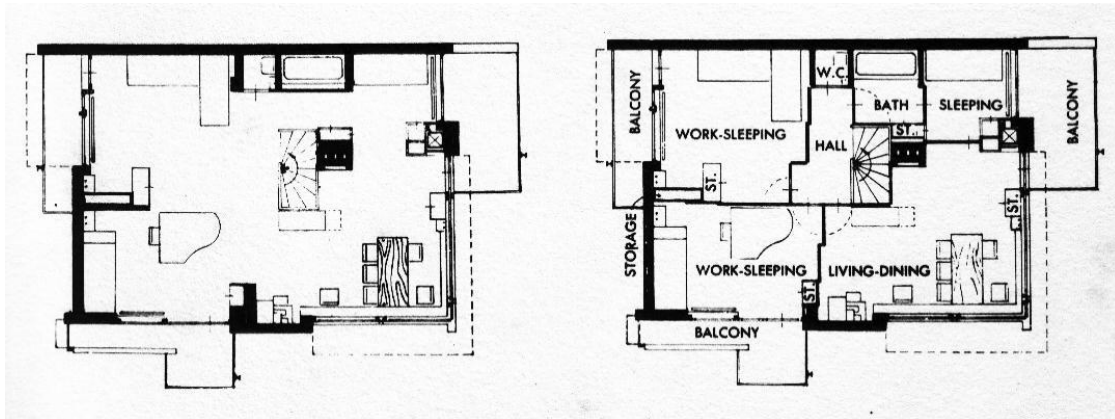 W.C.
BALCONY
BATH
SLEEPING
BALCONY
WORK-SLEEPING
ST.
HALL
ST.
ST.
STORAGE
WORK-SLEEPING
LIVING-DINING
ST.
BALCONY